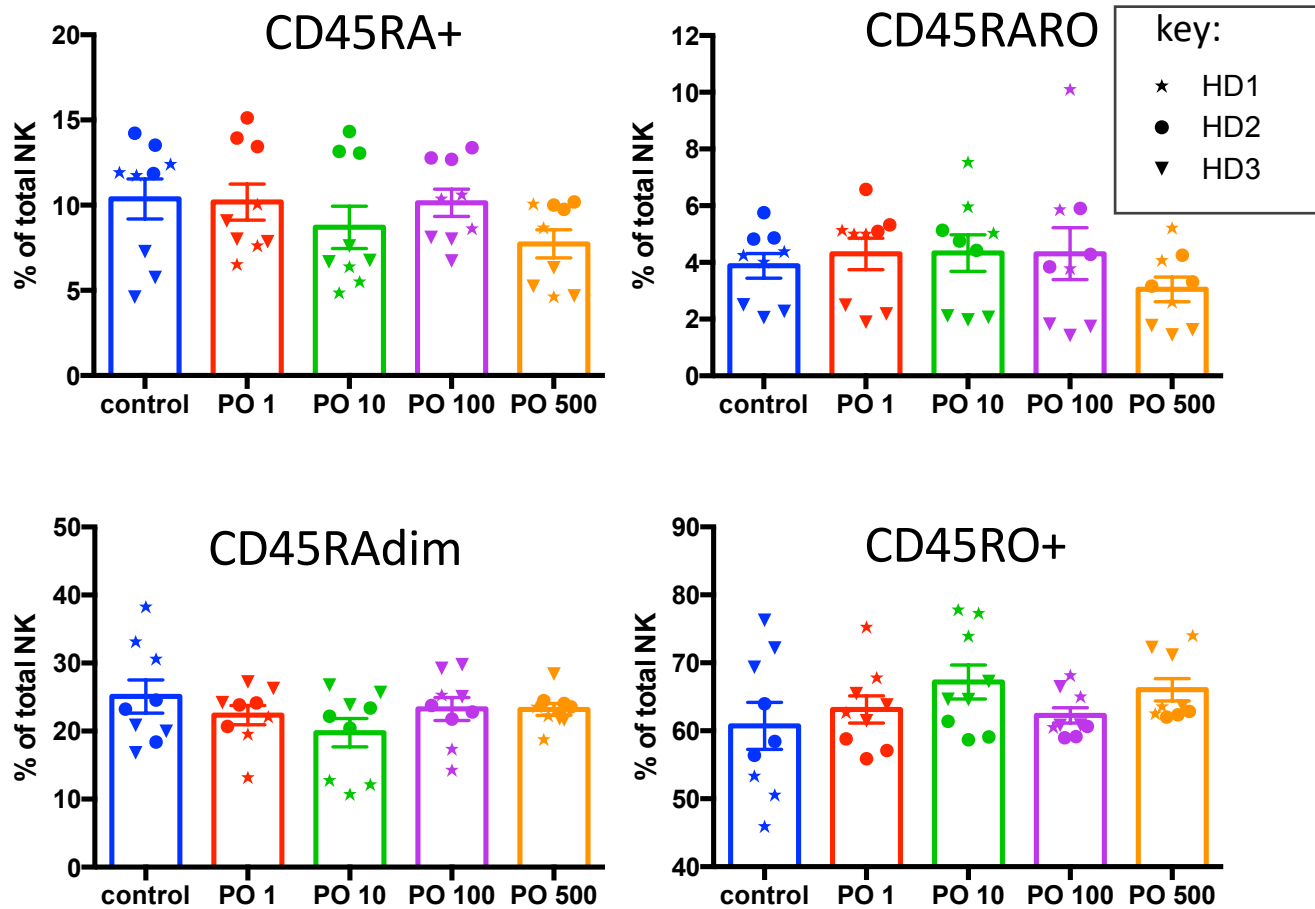 CD45RA+
% of total NK
20
15
10
5
0
control PO 1 PO 10 PO 100 PO 500
CD45RARO
% of total NK
12
10
8
6
4
2
0
control PO 1 PO 10 PO 100 PO 500
key:
HD1
HD2
HD3
CD45RAdim
% of total NK
50
40
30
20
10
0
control PO 1 PO 10 PO 100 PO 500
CD45RO+
% of total NK
90
80
70
60
50
40
control PO 1 PO 10 PO 100 PO 500